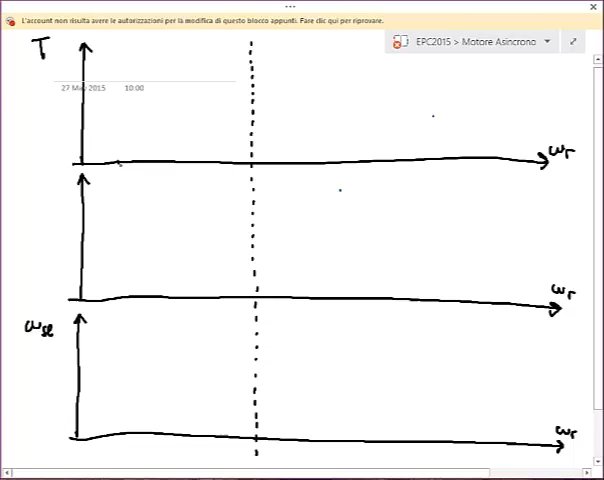 L'account non risulta avere le autorizzazioni per la modifica di questo blocco appunti. Fare clic qui per riprovare.
EPC2015 > Motore Asincrono
T
27 May 2015 10:00
ωr
ωr
ωsl
ωr